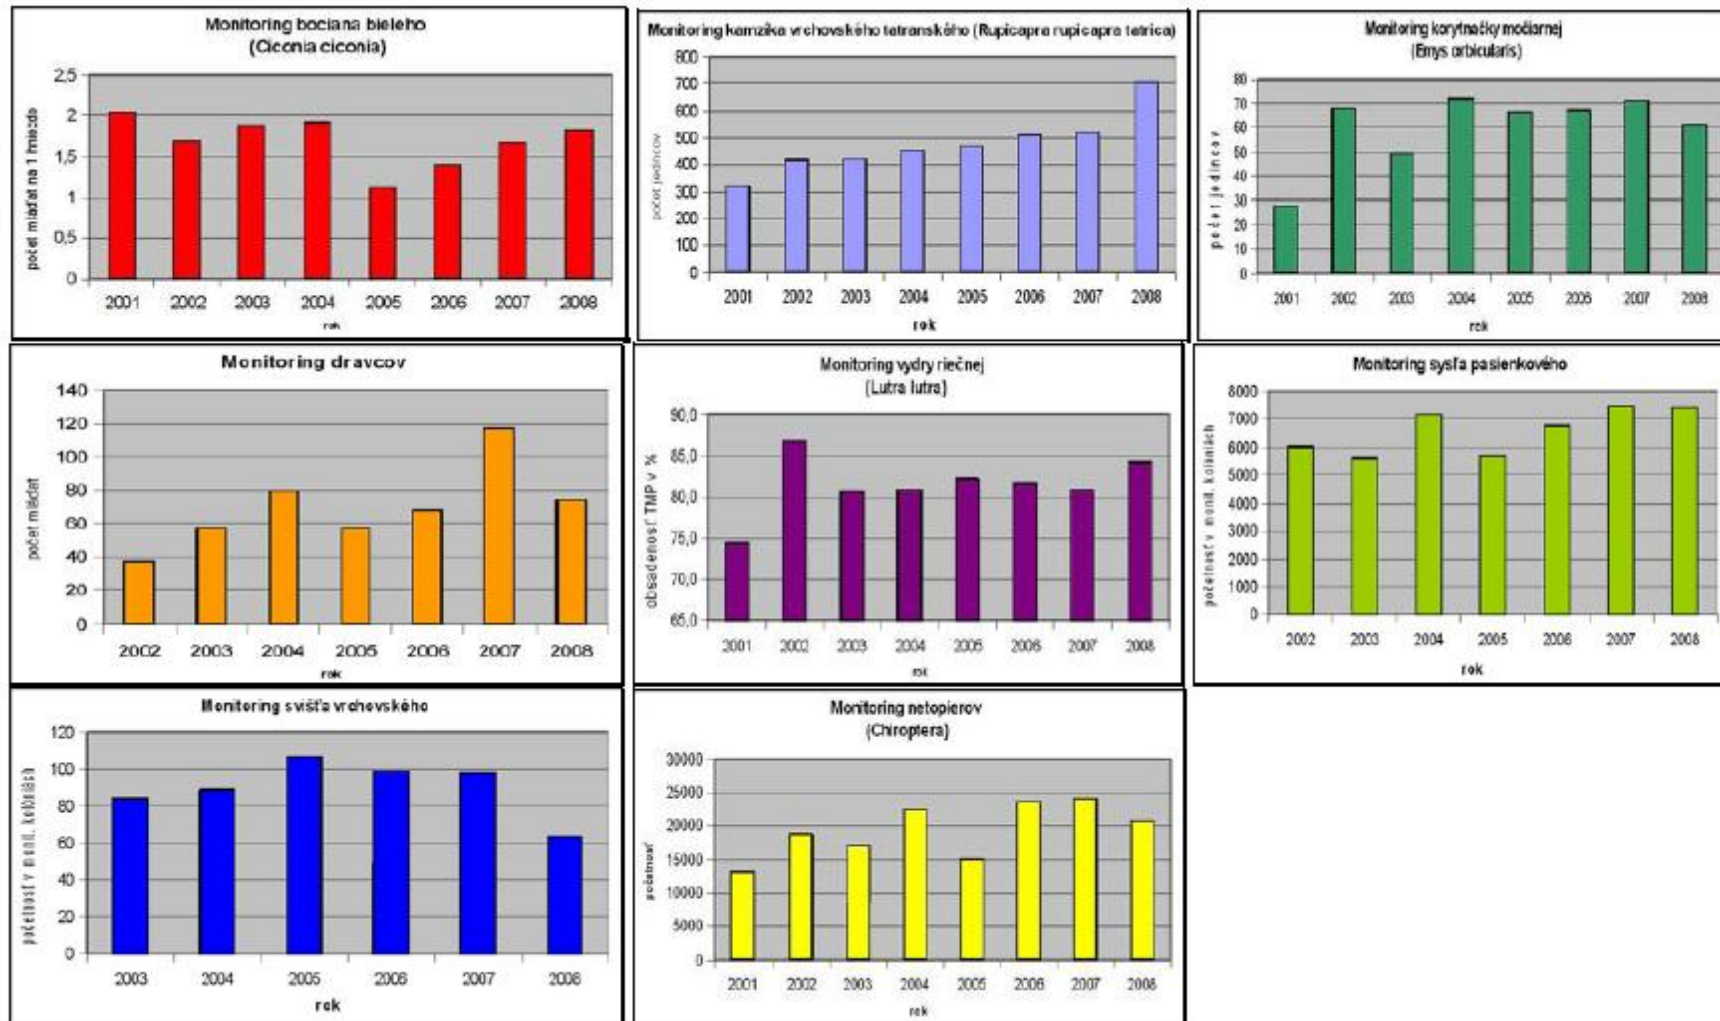 Monitoring bociana bieleho
(Ciconia ciconia)
počet mláďat na 1 hniezdo
2,5
2
1,5
1
0,5
0
2001 2002 2003 2004 2005 2006 2007 2008
rok
Monitoring kamzíka vrchovského tatranského (Rupicapra rupicapra tatrica)
počet jedincov
800
700
600
500
400
300
200
100
0
2001 2002 2003 2004 2005 2006 2007 2008
rok
Monitoring korytnačky močiarnej
(Emys orbicularis)
počet jedincov
80
70
60
50
40
30
20
10
0
2001 2002 2003 2004 2005 2006 2007 2008
rok
Monitoring dravcov
počet mláďat
140
120
100
80
60
40
20
0
2002 2003 2004 2005 2006 2007 2008
rok
Monitoring vydry riečnej
(Lutra lutra)
obsadenosť TMP v %
90,0
85,0
80,0
75,0
70,0
65,0
2001 2002 2003 2004 2005 2006 2007 2008
rok
Monitoring sysľa pasienkového
početnosť v monit. kolóniách
8000
7000
6000
5000
4000
3000
2000
1000
0
2002 2003 2004 2005 2006 2007 2008
rok
Monitoring svišťa vrchovského
početnosť v monit. kolóniách
120
100
80
60
40
20
0
2003 2004 2005 2006 2007 2008
rok
Monitoring netopierov
(Chiroptera)
početnosť
30000
25000
20000
15000
10000
5000
0
2001 2002 2003 2004 2005 2006 2007 2008
rok